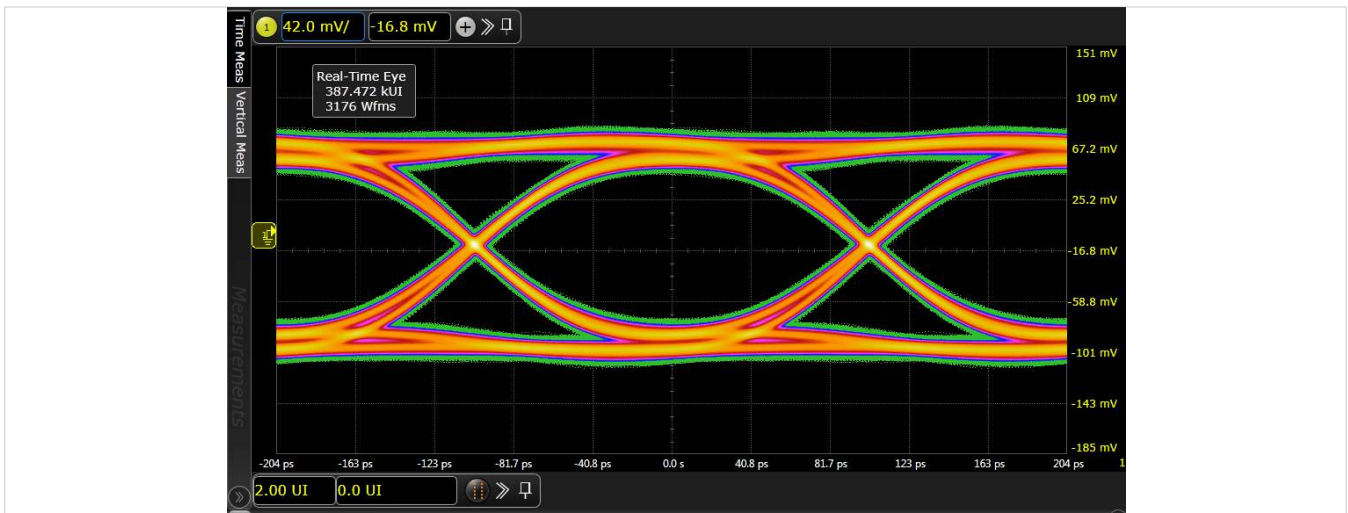 Time Meas
Vertical Meas
Measurements
1 42.0 mV/ -16.8 mV +
Real-Time Eye
387.472 kUI
3176 Wfms
151 mV
109 mV
67.2 mV
25.2 mV
-16.8 mV
-58.8 mV
-101 mV
-143 mV
-185 mV
-204 ps -163 ps -123 ps -81.7 ps -40.8 ps 0.0 s 40.8 ps 81.7 ps 123 ps 163 ps 204 ps 1
2.00 UI 0.0 UI